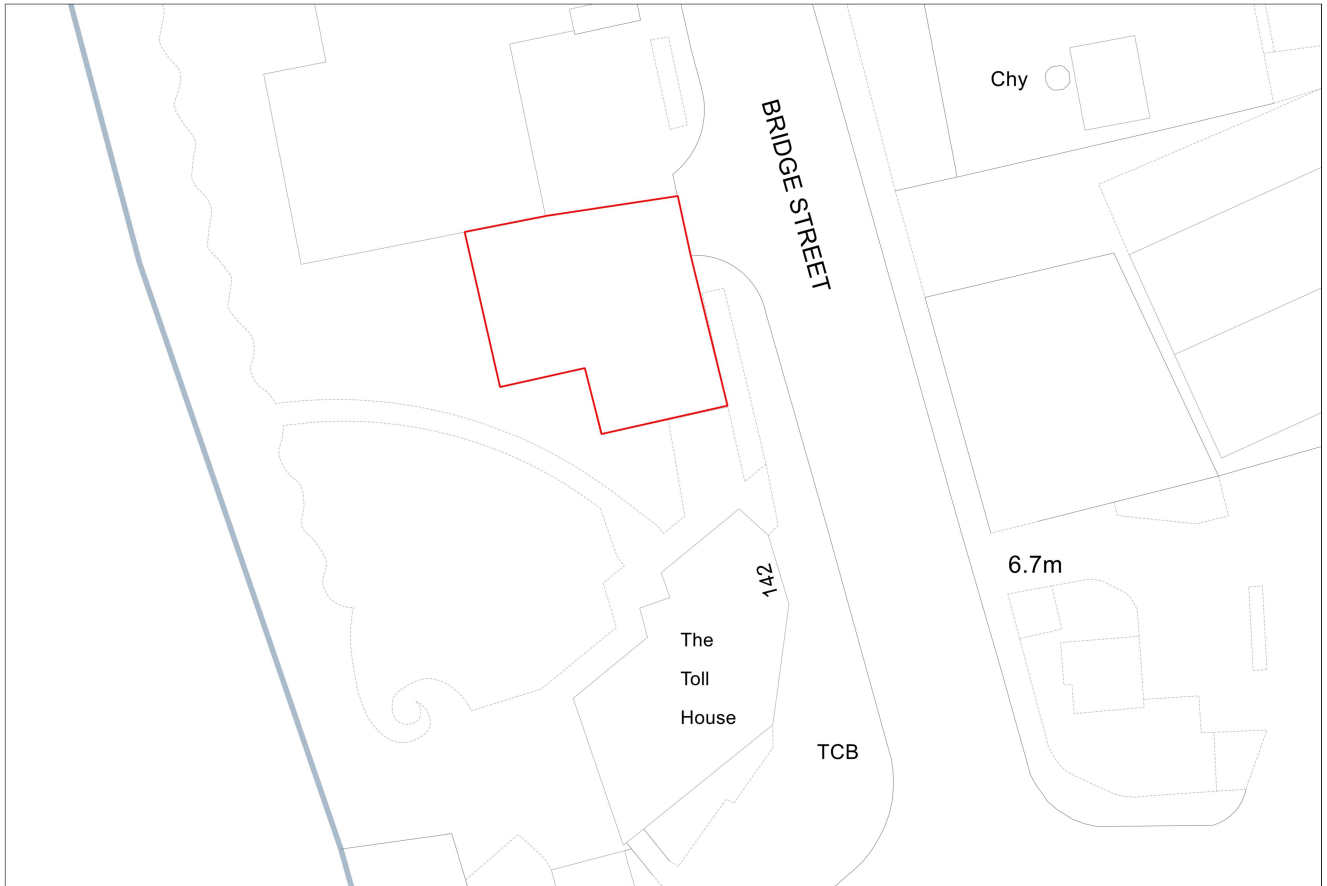 Chy
BRIDGE STREET
6.7m
142
The
Toll
House
TCB